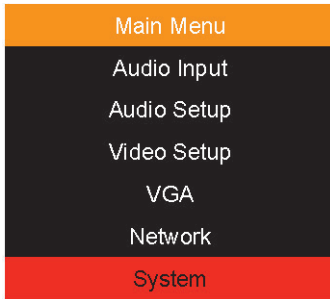 Main Menu
Audio Input
Audio Setup
Video Setup
VGA
Network
System